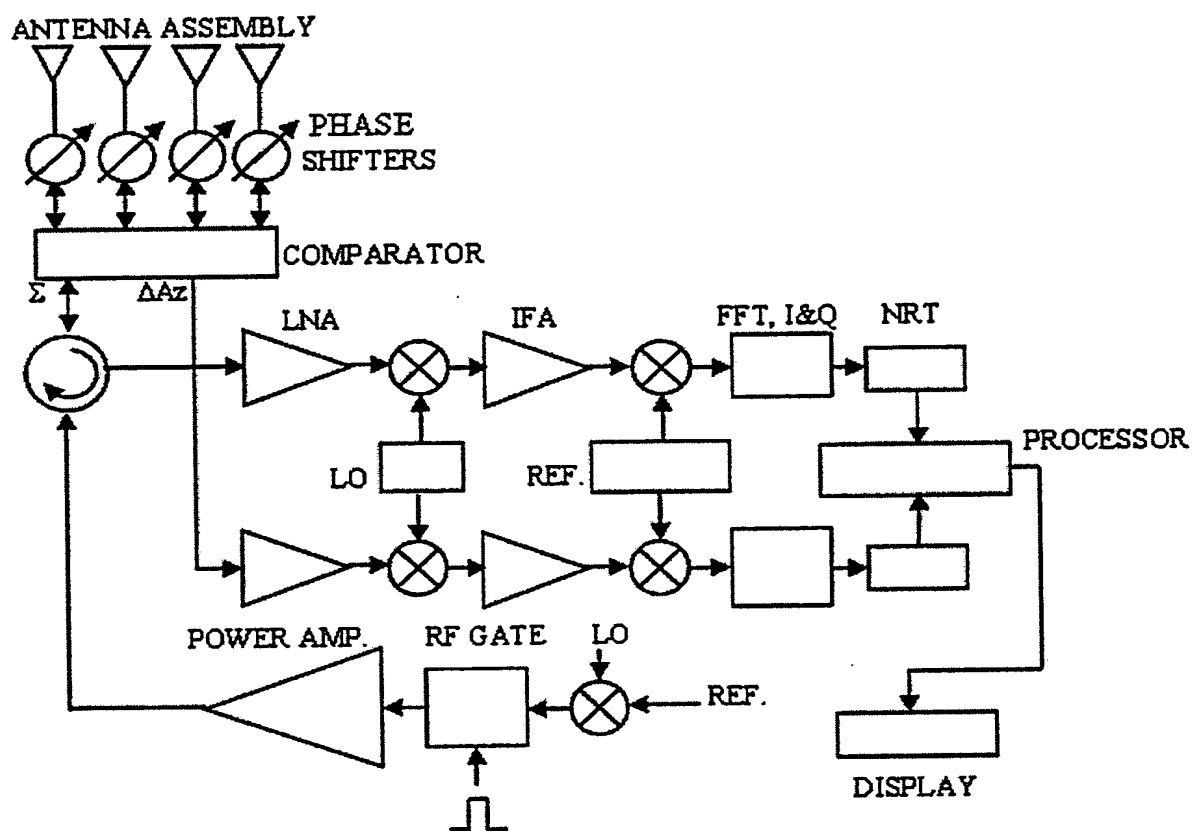 ANTENNA ASSEMBLY
PHASE
SHIFTERS
COMPARATOR
Σ
ΔAz
LNA
IFA
FFT, I&Q
NRT
PROCESSOR
LO
REF.
POWER AMP.
RF GATE
LO
REF.
DISPLAY